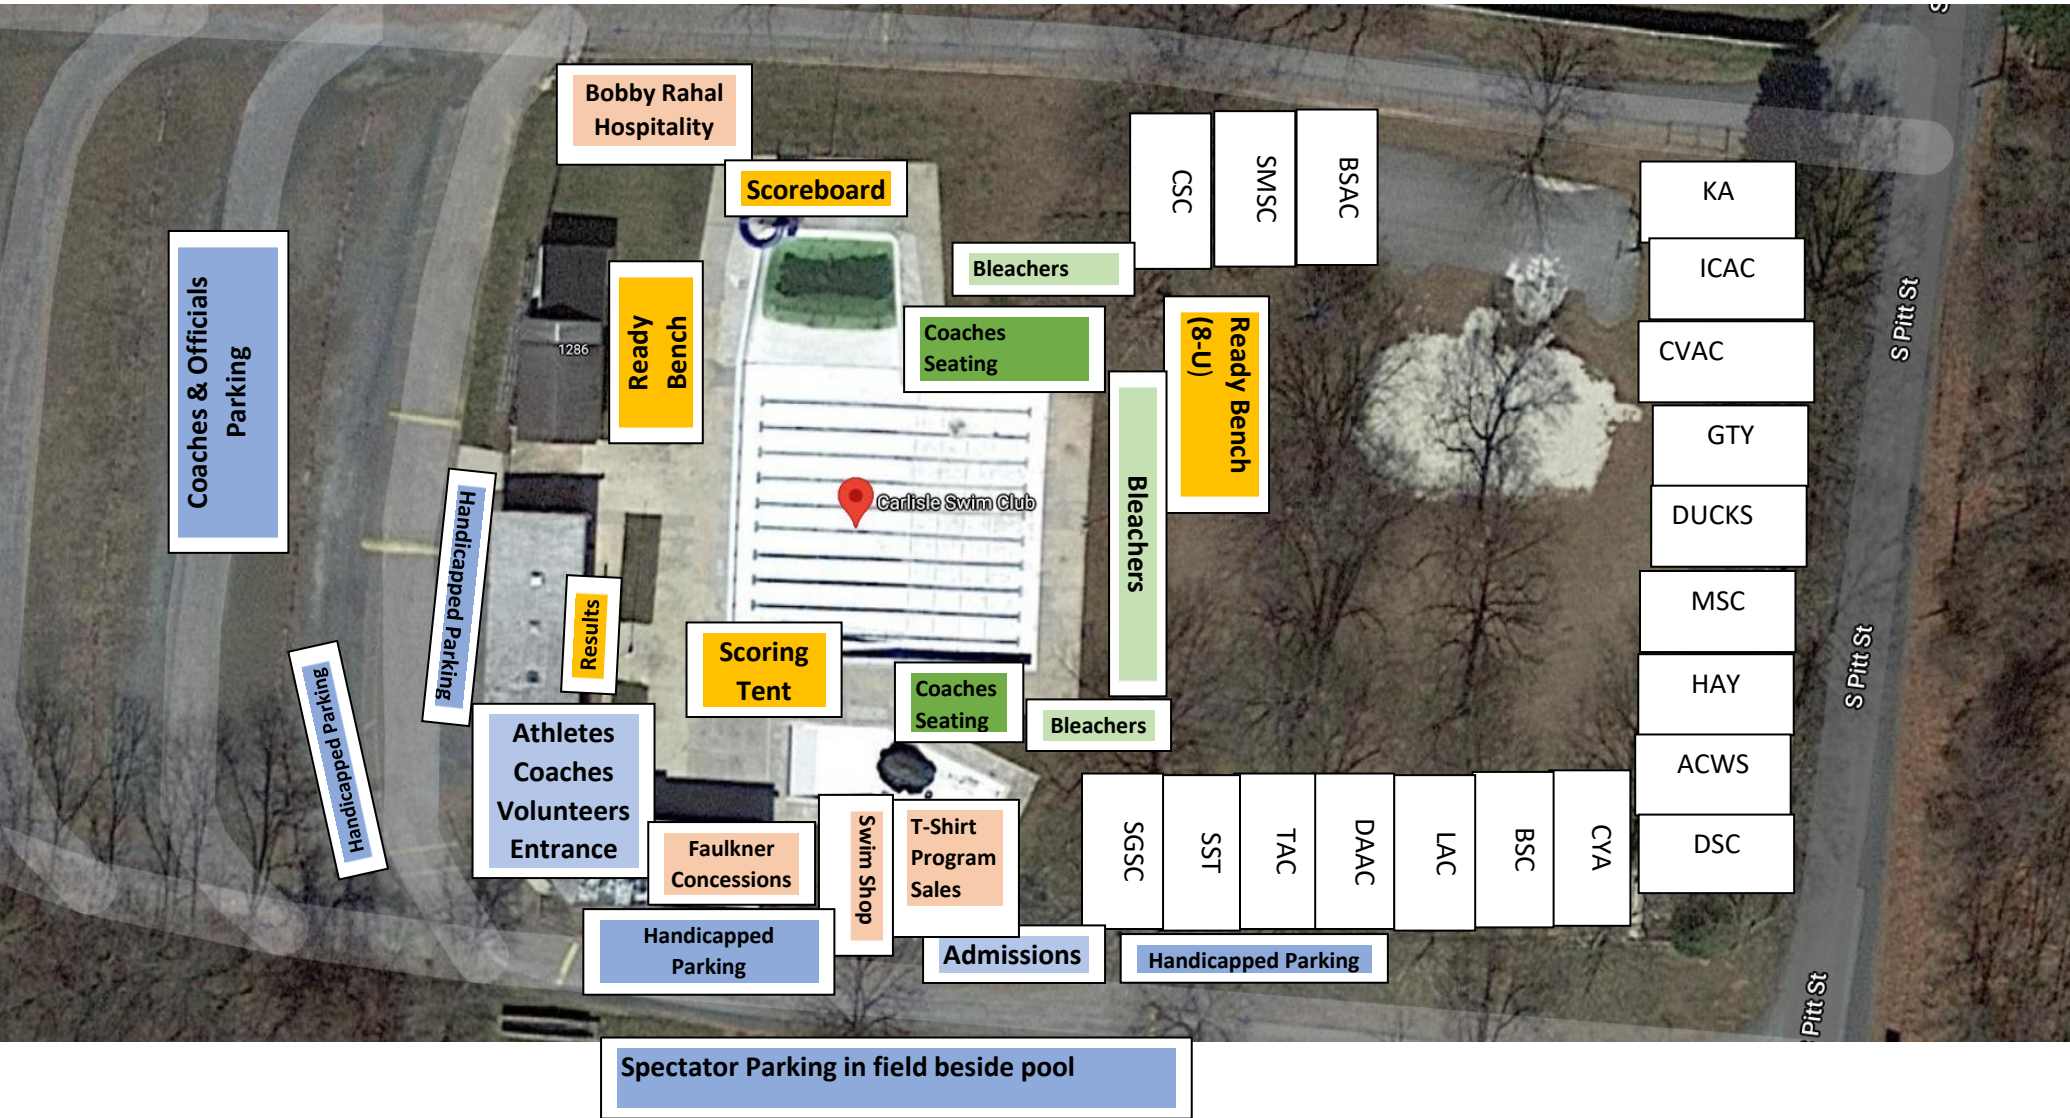 Bobby Rahal
Hospitality
Scoreboard
CSC
SMSC
BSAC
KA
ICAC
CVAC
GTY
DUCKS
MSC
HAY
ACWS
DSC
Bleachers
Coaches
Seating
Ready Bench
(8-U)
Ready
Bench
1286
Coaches & Officials
Parking
Bleachers
Carlisle Swim Club
Handicapped Parking
Results
Scoring
Tent
Coaches
Seating
Bleachers
Handicapped Parking
Athletes
Coaches
Volunteers
Entrance
Faulkner
Concessions
Swim Shop
T-Shirt
Program
Sales
SGSC
SST
TAC
DAAC
LAC
BSC
CYA
Handicapped
Parking
Admissions
Handicapped Parking
S Pitt St
S Pitt St
Pitt St
S
Spectator Parking in field beside pool